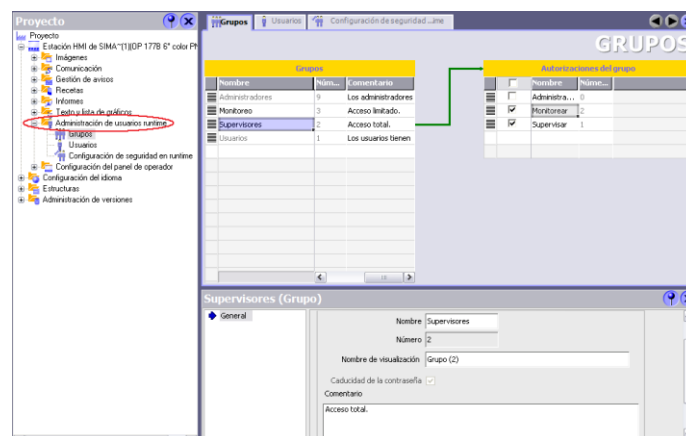 Proyecto
Proyecto
Estación HMI de SIMA~(1)(OP 177B 6" color PN
Imágenes
Comunicación
Gestión de avisos
Recetas
Informes
Texto y lista de gráficos
Administración de usuarios runtime
Grupos
Usuarios
Configuración de seguridad en runtime
Configuración del panel de operador
Configuración del idioma
Estructuras
Administración de versiones
Grupos Usuarios Configuración de seguridad ...ime
GRUPOS
Grupos
Nombre Núm... Comentario
Administradores 9 Los administradores
Monitoreo 3 Acceso limitado.
Supervisores 2 Acceso total.
Usuarios 1 Los usuarios tienen
Autorizaciones del grupo
Nombre Núme...
Administra... 0
Monitorear 2
Supervisar 1
Supervisores (Grupo)
General
Nombre Supervisores
Número 2
Nombre de visualización Grupo (2)
Caducidad de la contraseña
Comentario
Acceso total.